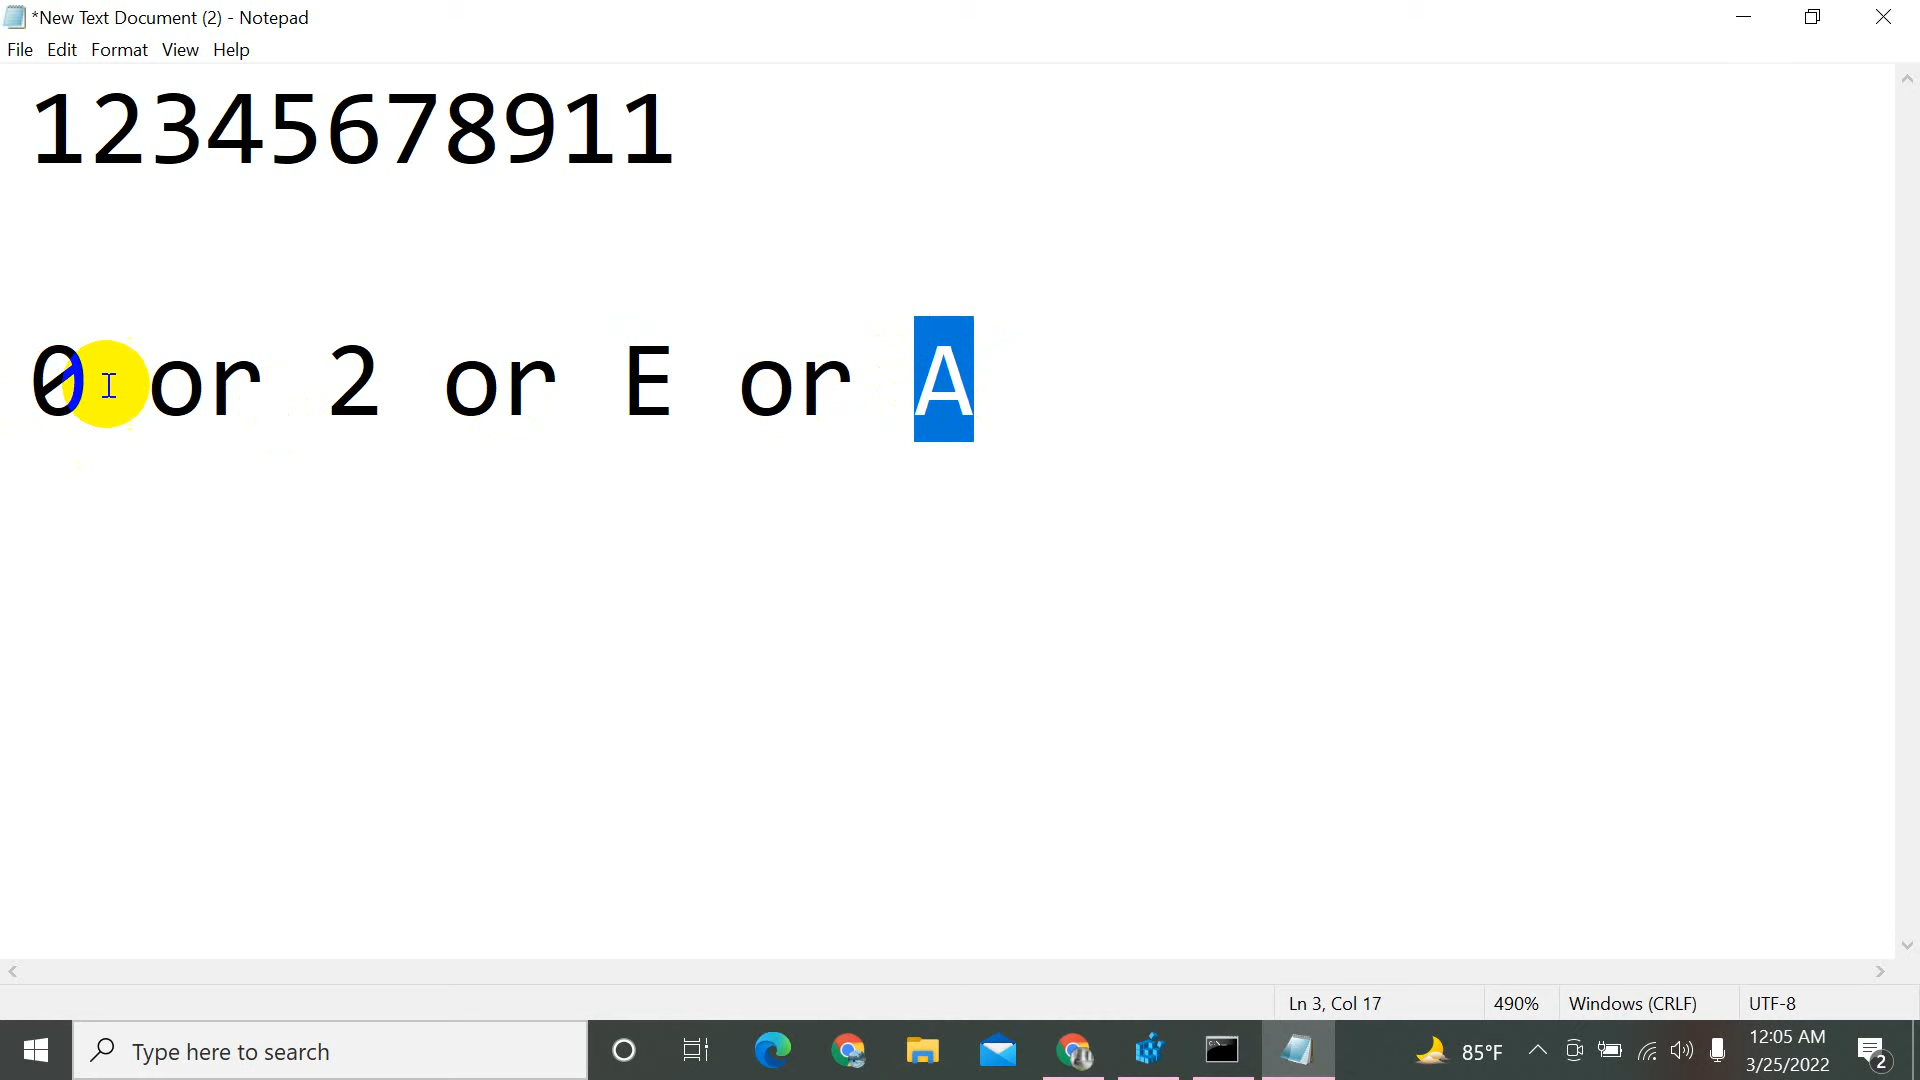 *New Text Document (2) - Notepad
File Edit Format View Help
12345678911
0 or 2 or E or A
Ln 3, Col 17 490% Windows (CRLF) UTF-8
Type here to search
85°F
12:05 AM
3/25/2022
2